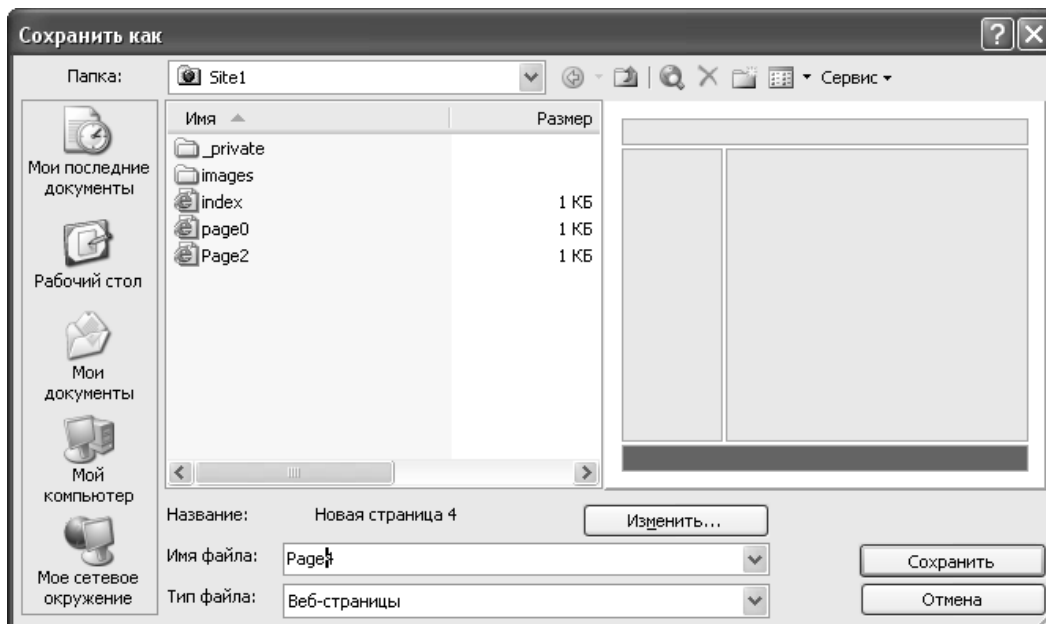 Сохранить как
Папка:
Site1
Сервис
Мои последние
документы
Рабочий стол
Мои
документы
Мой
компьютер
Мое сетевое
окружение
Имя
Размер
_private
images
index
1 КБ
page0
1 КБ
Page2
1 КБ
Название:
Новая страница 4
Изменить...
Имя файла:
Page4
Тип файла:
Веб-страницы
Сохранить
Отмена